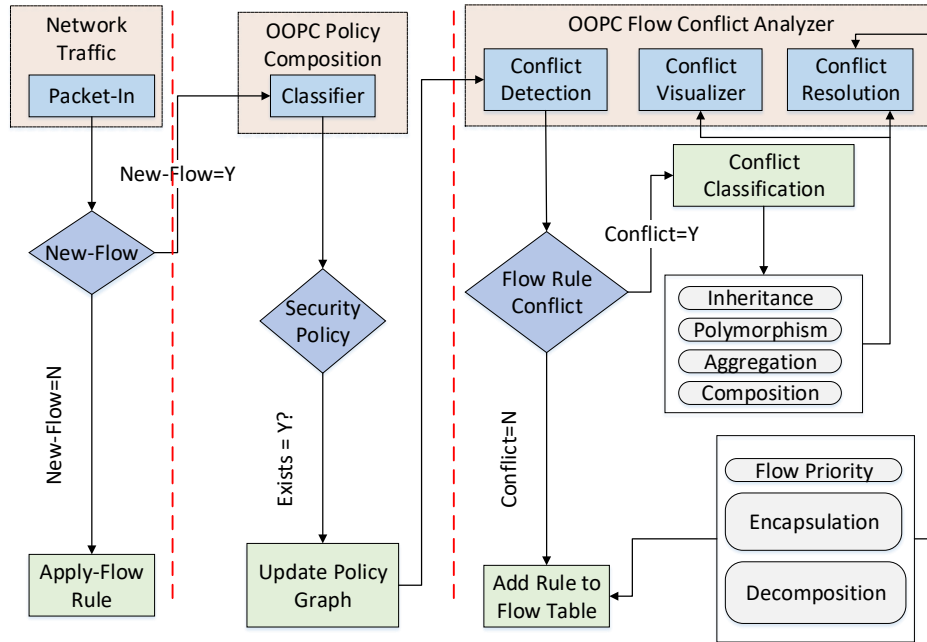 Network
Traffic
Packet-In
New-Flow=Y
New-Flow
New-Flow=N
Apply-Flow
Rule
OOPC Policy
Composition
Classifier
Security
Policy
Exists = Y?
Update Policy
Graph
OOPC Flow Conflict Analyzer
Conflict
Detection
Conflict
Visualizer
Conflict
Resolution
Conflict
Classification
Conflict=Y
Flow Rule
Conflict
Inheritance
Polymorphism
Aggregation
Composition
Conflict=N
Flow Priority
Encapsulation
Decomposition
Add Rule to
Flow Table